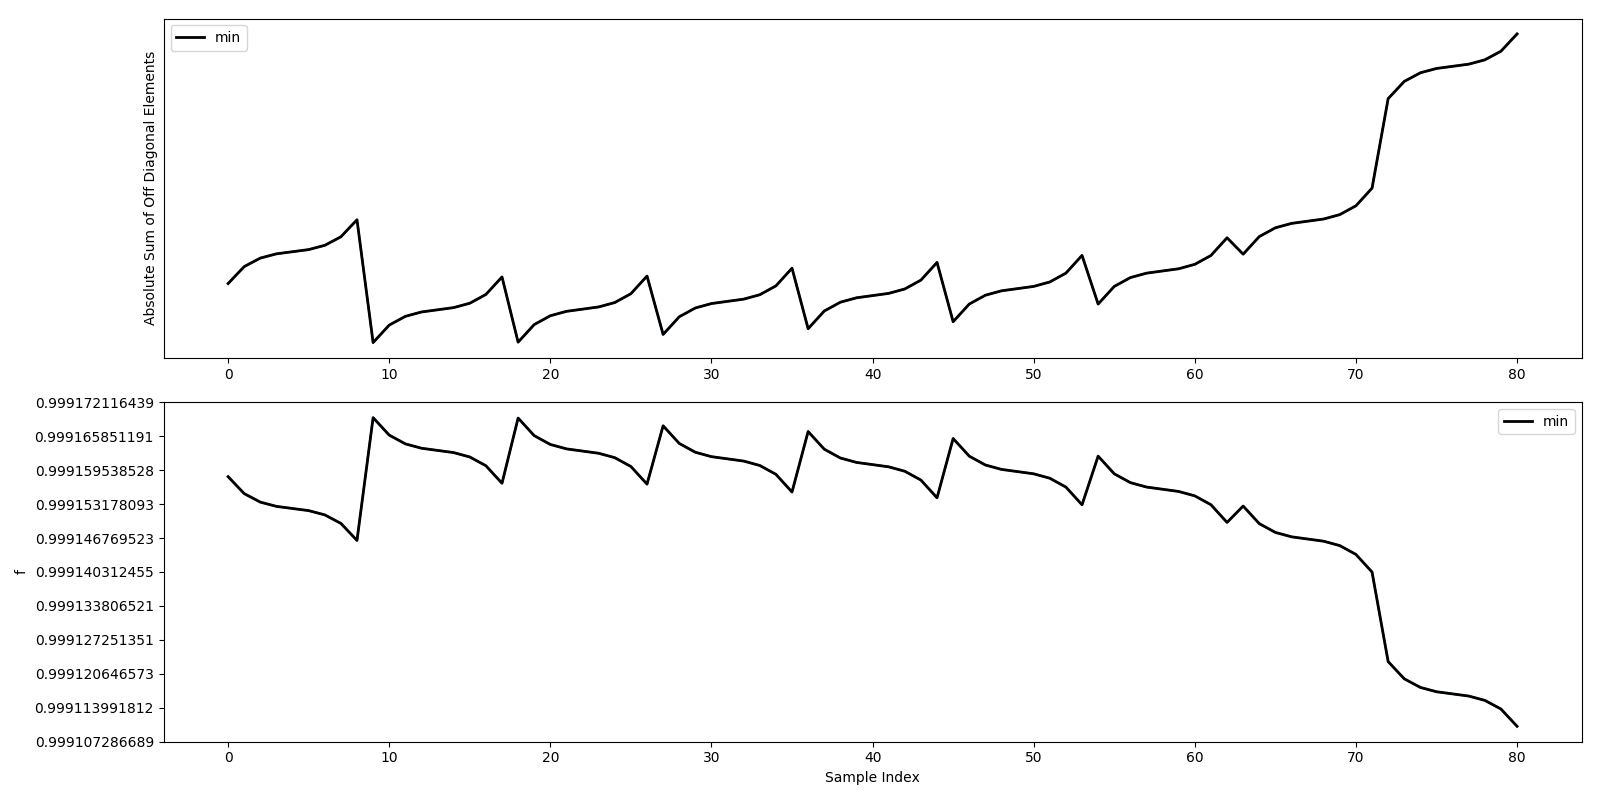 min
Absolute Sum of Off Diagonal Elements
0 10 20 30 40 50 60 70 80
min
f
0.999172116439
0.999165851191
0.999159538528
0.999153178093
0.999146769523
0.999140312455
0.999133806521
0.999127251351
0.999120646573
0.999113991812
0.999107286689
0 10 20 30 40 50 60 70 80
Sample Index